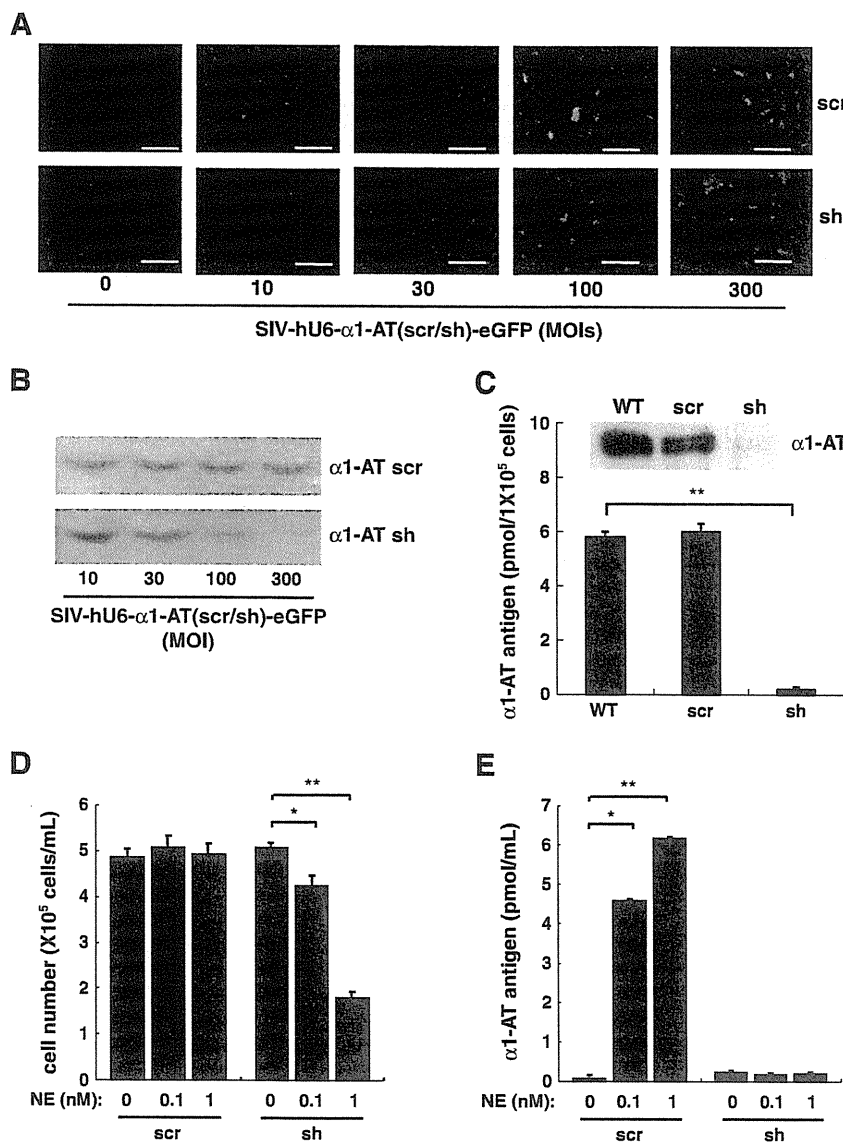 A
scr
sh
0 10 30 100 300
SIV-hU6-α1-AT(scr/sh)-eGFP (MOIs)
B
α1-AT scr
α1-AT sh
10 30 100 300
SIV-hU6-α1-AT(scr/sh)-eGFP
(MOI)
C
WT scr sh
α1-AT
α1-AT antigen (pmol/1X10⁵ cells)
10
8
6
4
2
0
**
WT scr sh
D
cell number (X10⁵ cells/mL)
6
5
4
3
2
1
0
**
*
NE (nM): 0 0.1 1 0 0.1 1
scr sh
E
α1-AT antigen (pmol/mL)
7
6
5
4
3
2
1
0
**
*
NE (nM): 0 0.1 1 0 0.1 1
scr sh